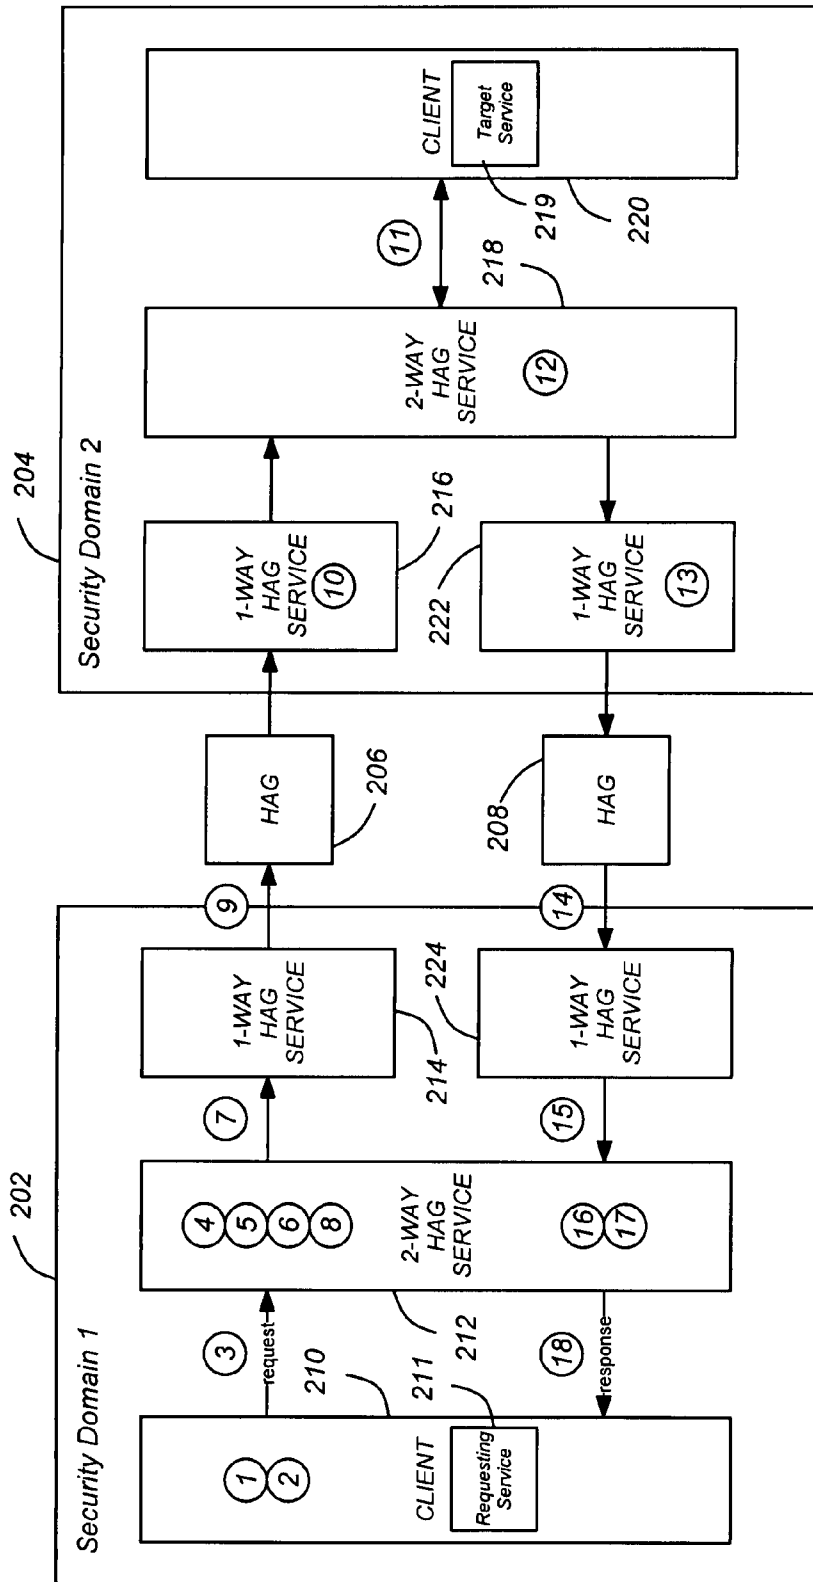 202
Security Domain 1
1
2
CLIENT
Requesting
Service
210
211
3
request
18
response
4
5
6
8
2-WAY
HAG
SERVICE
16
17
212
7
15
1-WAY
HAG
SERVICE
214
1-WAY
HAG
SERVICE
224
9
14
HAG
206
HAG
208
204
Security Domain 2
1-WAY
HAG
SERVICE
10
216
1-WAY
HAG
SERVICE
13
222
2-WAY
HAG
SERVICE
12
218
11
CLIENT
Target
Service
219
220